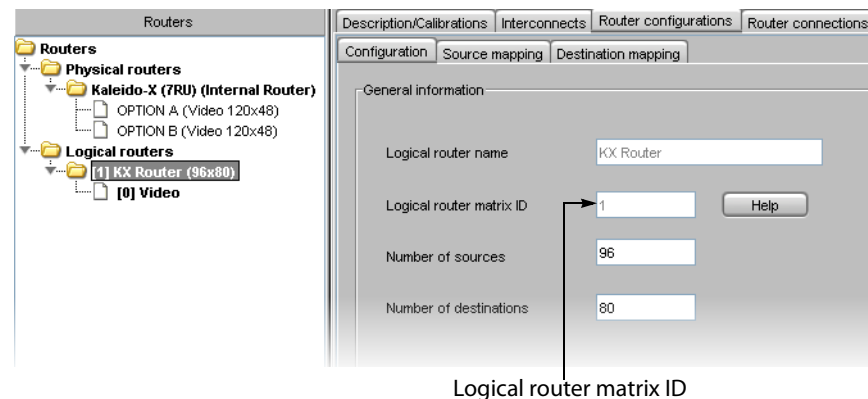 Routers
Routers
Physical routers
Kaleido-X (7RU) (Internal Router)
OPTION A (Video 120x48)
OPTION B (Video 120x48)
Logical routers
[1] KX Router (96x80)
[0] Video
Description/Calibrations Interconnects Router configurations Router connections
Configuration Source mapping Destination mapping
General information
Logical router name KX Router
Logical router matrix ID 1 Help
Number of sources 96
Number of destinations 80
Logical router matrix ID